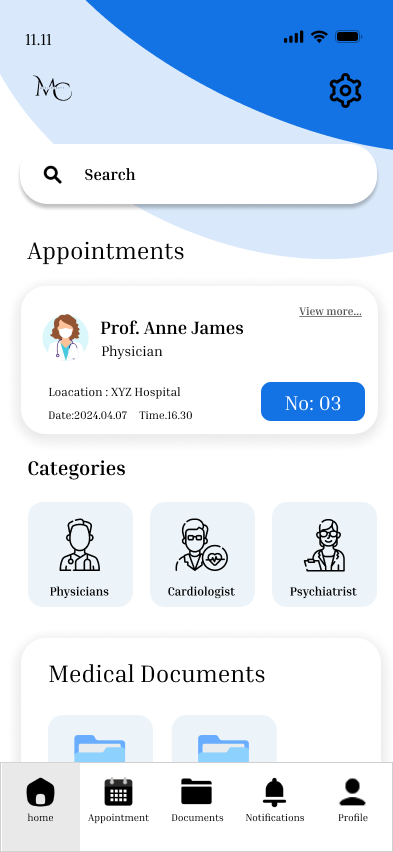 11.11
MC
Search
Appointments
View more...
Prof. Anne James
Physician
Loacation : XYZ Hospital
Date:2024.04.07 Time.16.30
No: 03
Categories
Physicians
Cardiologist
Psychiatrist
Medical Documents
home
Appointment
Documents
Notifications
Profile